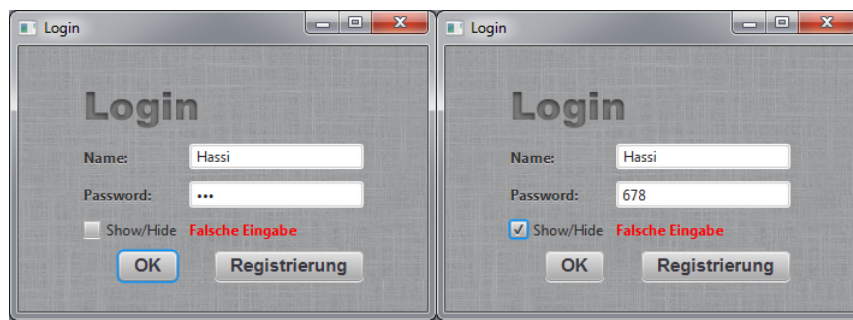 Login
Login
Name: Hassi
Password: •••
Show/Hide Falsche Eingabe
OK Registrierung
Login
Login
Name: Hassi
Password: 678
Show/Hide Falsche Eingabe
OK Registrierung